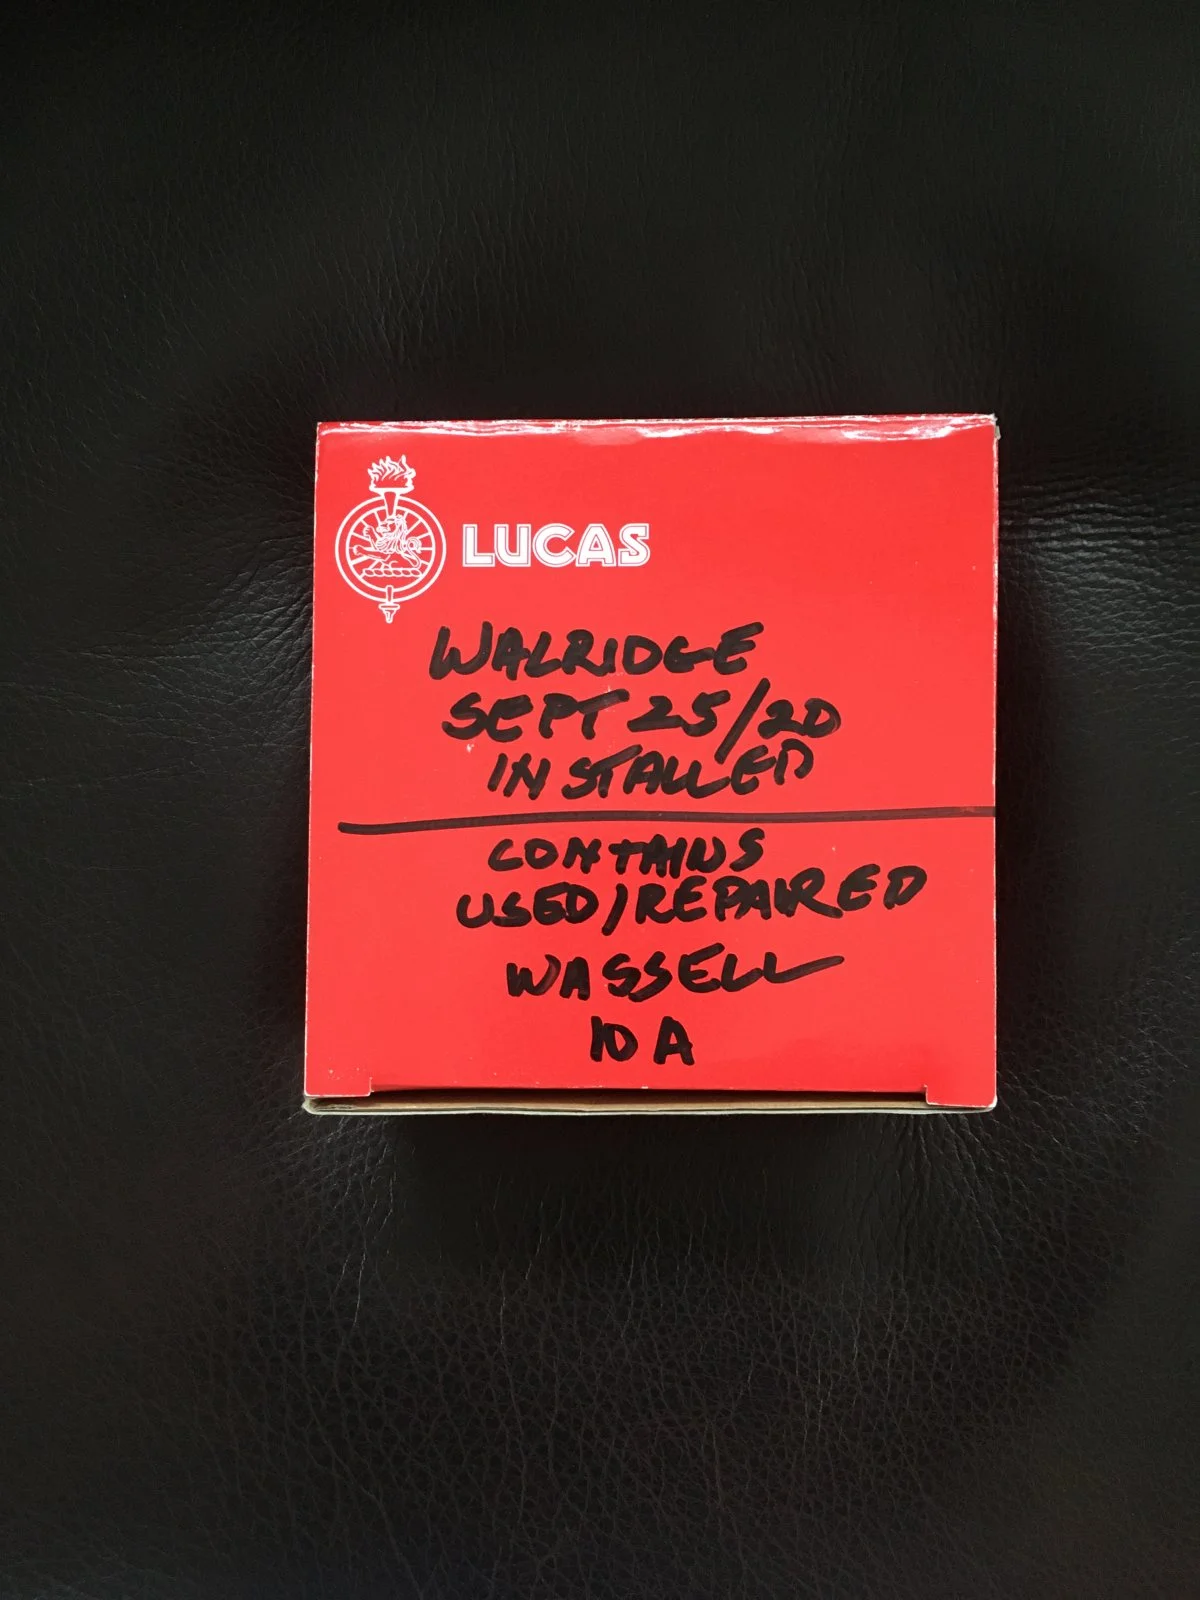 LUCAS
WALRIDGE
SEPT 25/20
INSTALLED
CONTAINS
USED/REPAIRED
WASSELL
10 A